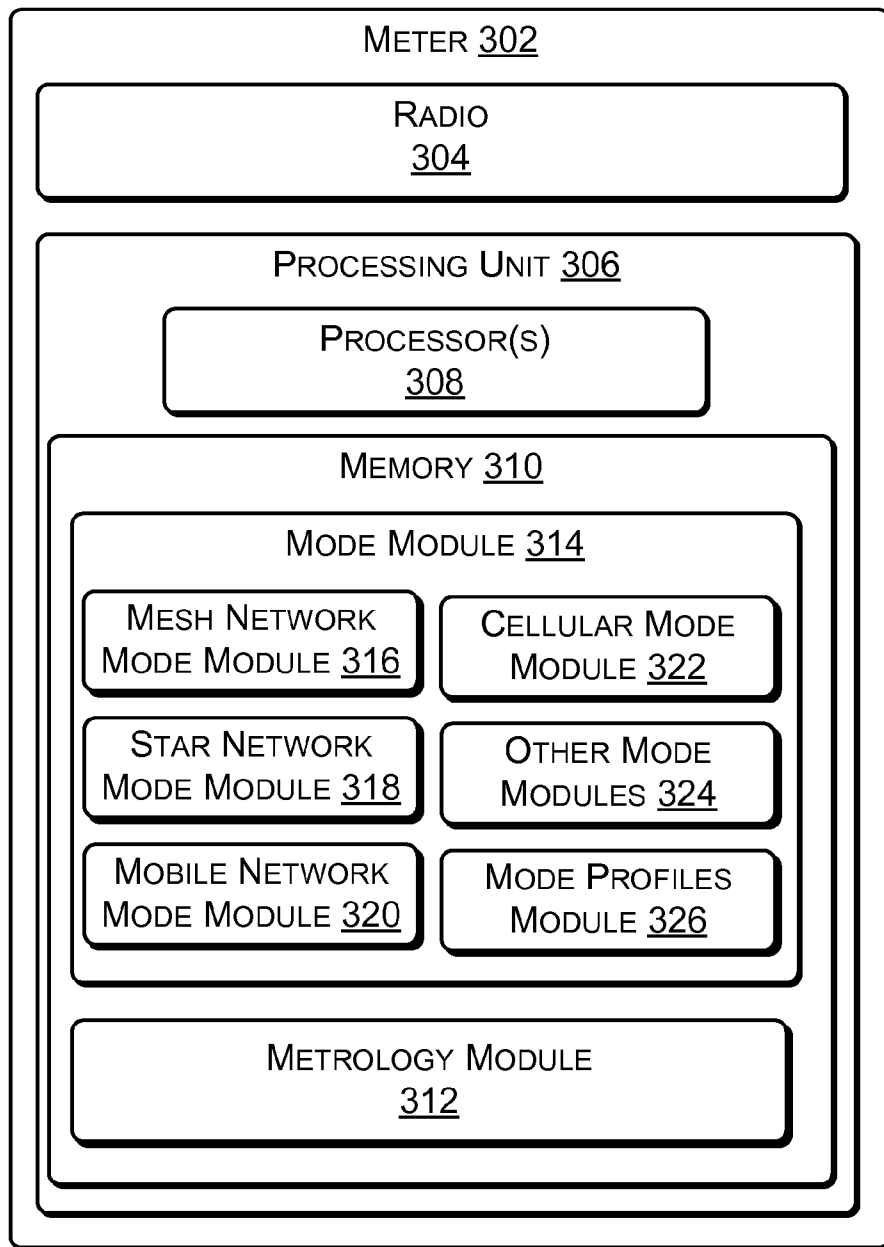 METER 302
RADIO
304
PROCESSING UNIT 306
PROCESSOR(S)
308
MEMORY 310
MODE MODULE 314
MESH NETWORK
MODE MODULE 316
CELLULAR MODE
MODULE 322
STAR NETWORK
MODE MODULE 318
OTHER MODE
MODULES 324
MOBILE NETWORK
MODE MODULE 320
MODE PROFILES
MODULE 326
METROLOGY MODULE
312